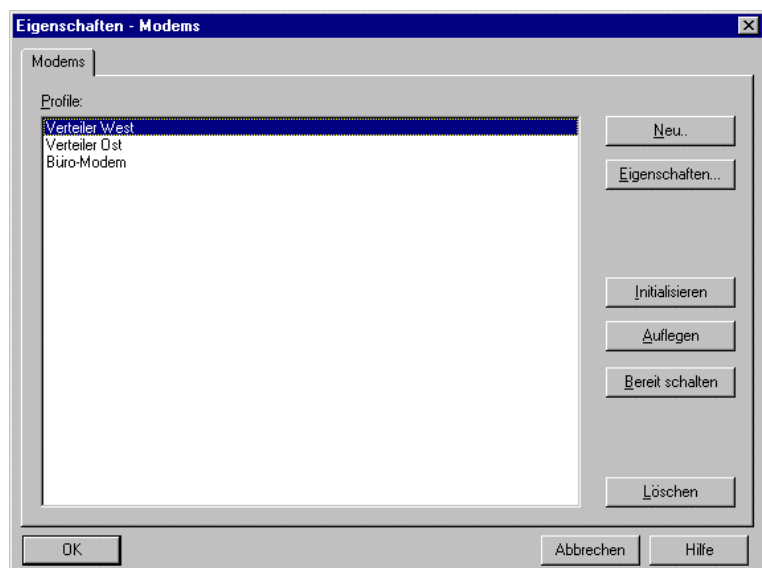 Eigenschaften - Modems
Modems
Profile:
Verteiler West
Verteiler Ost
Büro-Modem
Neu..
Eigenschaften...
Initialisieren
Auflegen
Bereit schalten
Löschen
OK
Abbrechen
Hilfe